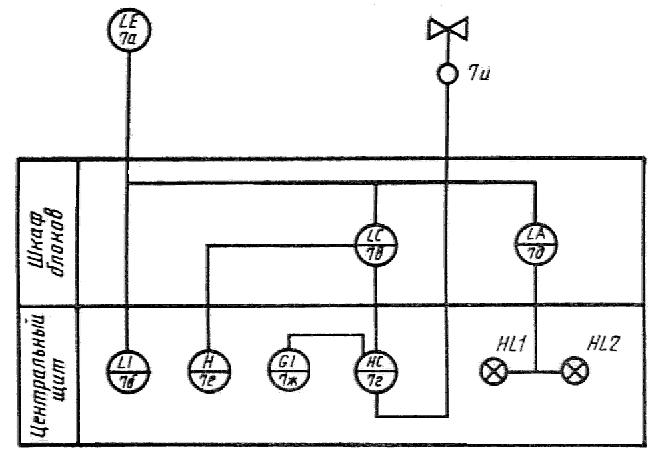 LE
7а
7и
Шкаф
блоков
LC
7в
LA
7д
Центральный
щит
LI
7б
H
7е
GI
7ж
HC
7г
HL1
HL2